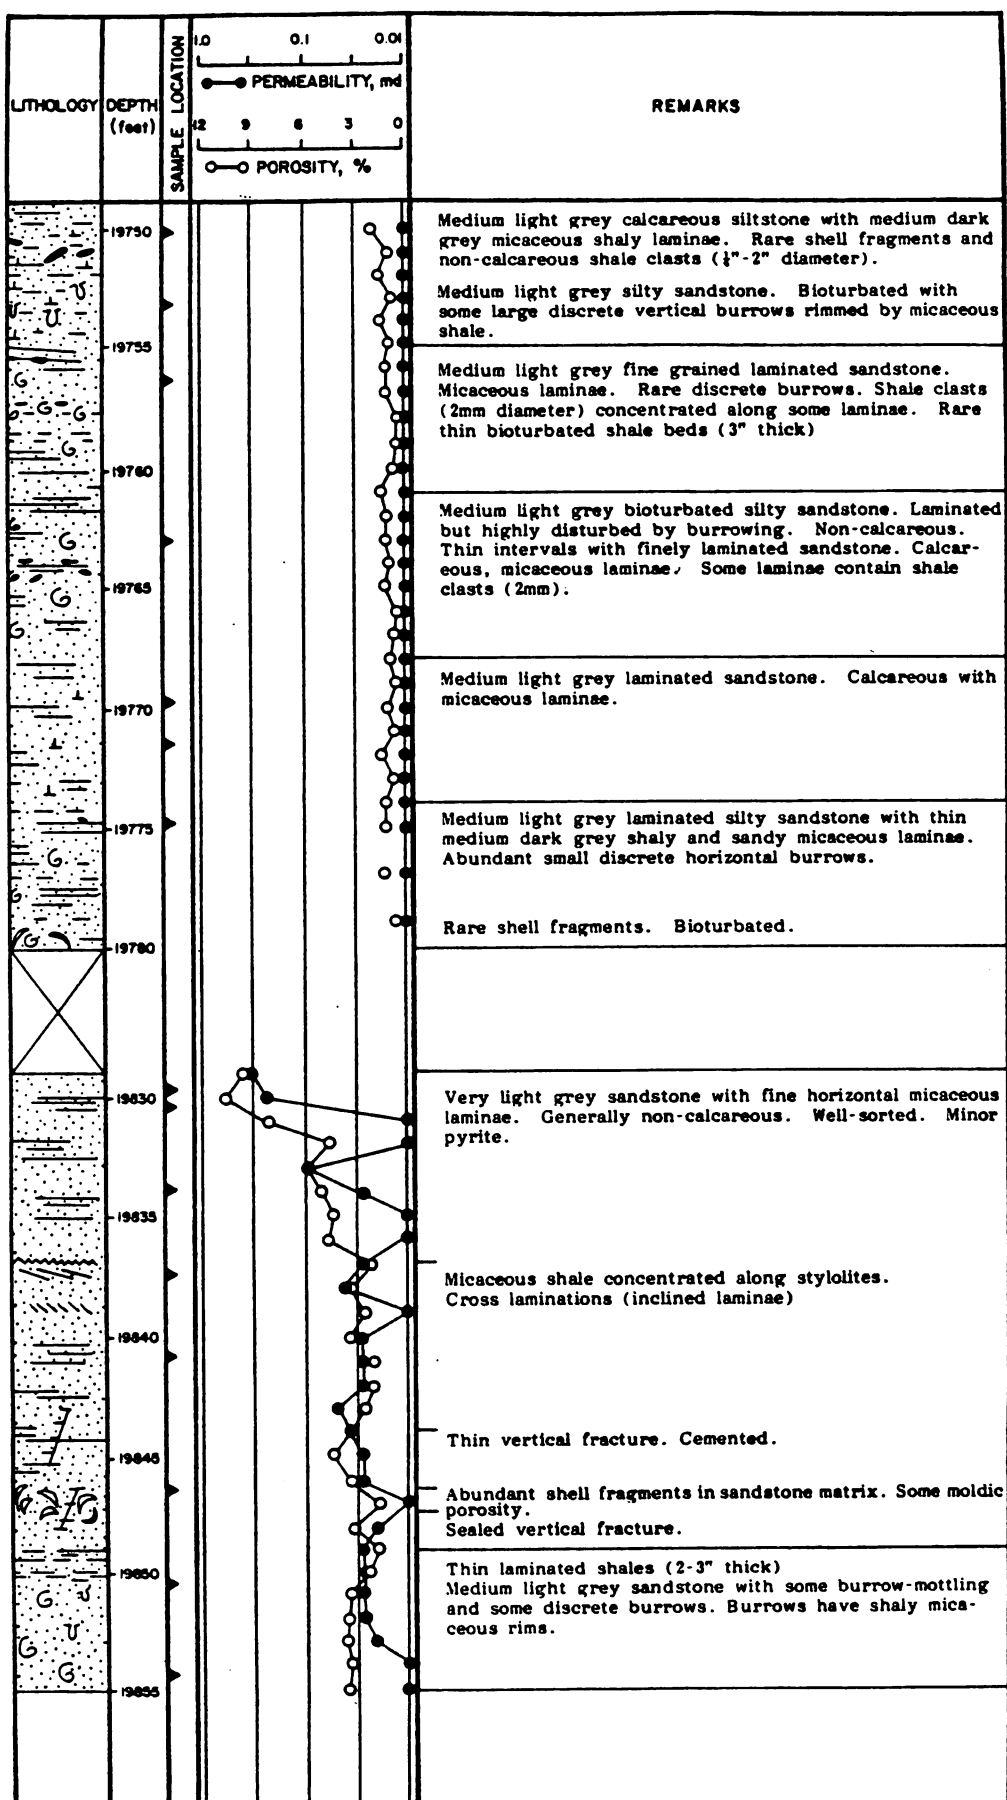 LITHOLOGY
DEPTH
(feet)
SAMPLE LOCATION
1.0 0.1 0.01
PERMEABILITY, md
12 9 6 3 0
POROSITY, %
REMARKS
19750
Medium light grey calcareous siltstone with medium dark
grey micaceous shaly laminae. Rare shell fragments and
non-calcareous shale clasts (¼"-2" diameter).
Medium light grey silty sandstone. Bioturbated with
some large discrete vertical burrows rimmed by micaceous
shale.
19755
Medium light grey fine grained laminated sandstone.
Micaceous laminae. Rare discrete burrows. Shale clasts
(2mm diameter) concentrated along some laminae. Rare
thin bioturbated shale beds (3" thick)
19760
Medium light grey bioturbated silty sandstone. Laminated
but highly disturbed by burrowing. Non-calcareous.
Thin intervals with finely laminated sandstone. Calcar-
eous, micaceous laminae. Some laminae contain shale
clasts (2mm).
19765
Medium light grey laminated sandstone. Calcareous with
micaceous laminae.
19770
Medium light grey laminated silty sandstone with thin
medium dark grey shaly and sandy micaceous laminae.
Abundant small discrete horizontal burrows.
19775
Rare shell fragments. Bioturbated.
19780
19830
Very light grey sandstone with fine horizontal micaceous
laminae. Generally non-calcareous. Well-sorted. Minor
pyrite.
19835
Micaceous shale concentrated along stylolites.
Cross laminations (inclined laminae)
19840
Thin vertical fracture. Cemented.
19845
Abundant shell fragments in sandstone matrix. Some moldic
porosity.
Sealed vertical fracture.
19850
Thin laminated shales (2-3" thick)
Medium light grey sandstone with some burrow-mottling
and some discrete burrows. Burrows have shaly mica-
ceous rims.
19855